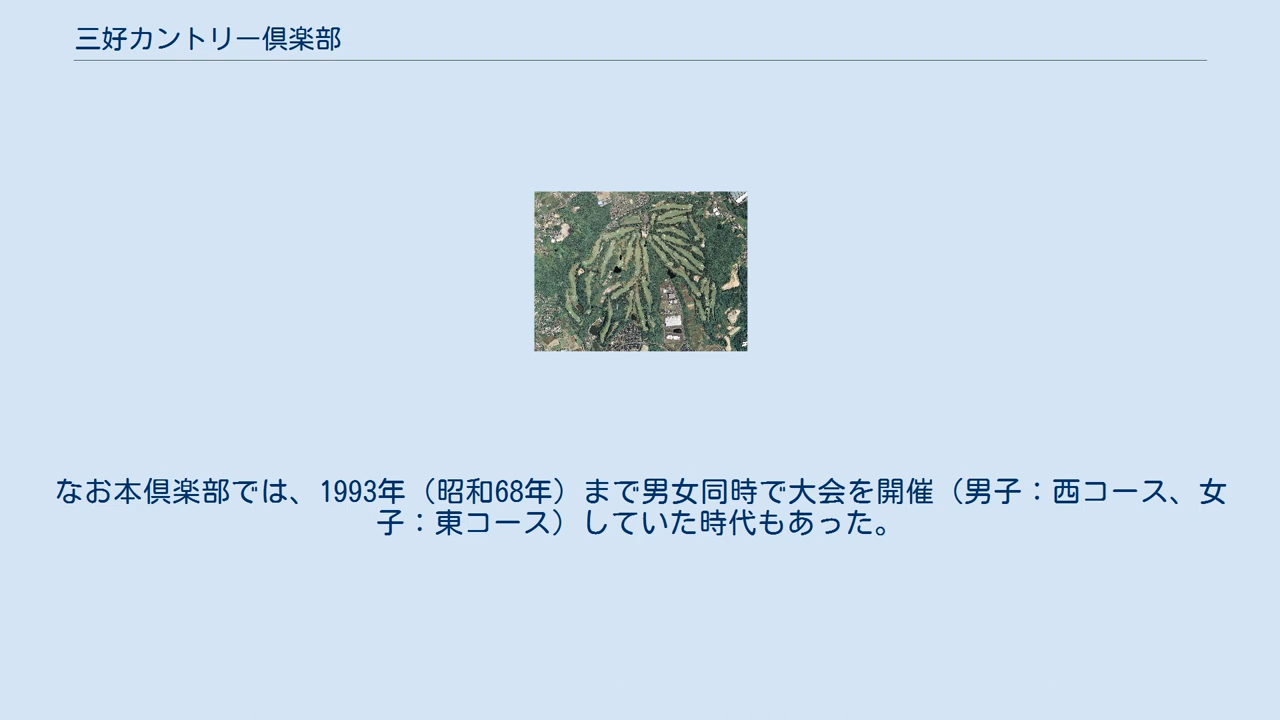 三好カントリー倶楽部
なお本倶楽部では、1993年（昭和68年）まで男女同時で大会を開催（男子：西コース、女
子：東コース）していた時代もあった。